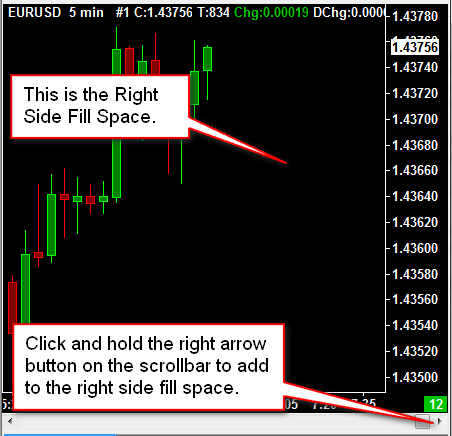 EURUSD 5 min #1 C:1.43756 T:834 Chg:0.00019 DChg:0.000
1.43780
1.43756
1.43740
1.43720
1.43700
1.43680
1.43660
1.43640
1.43620
1.43600
1.43580
1.43560
1.43540
1.43520
1.43500
This is the Right
Side Fill Space.
Click and hold the right arrow
button on the scrollbar to add
to the right side fill space.
12